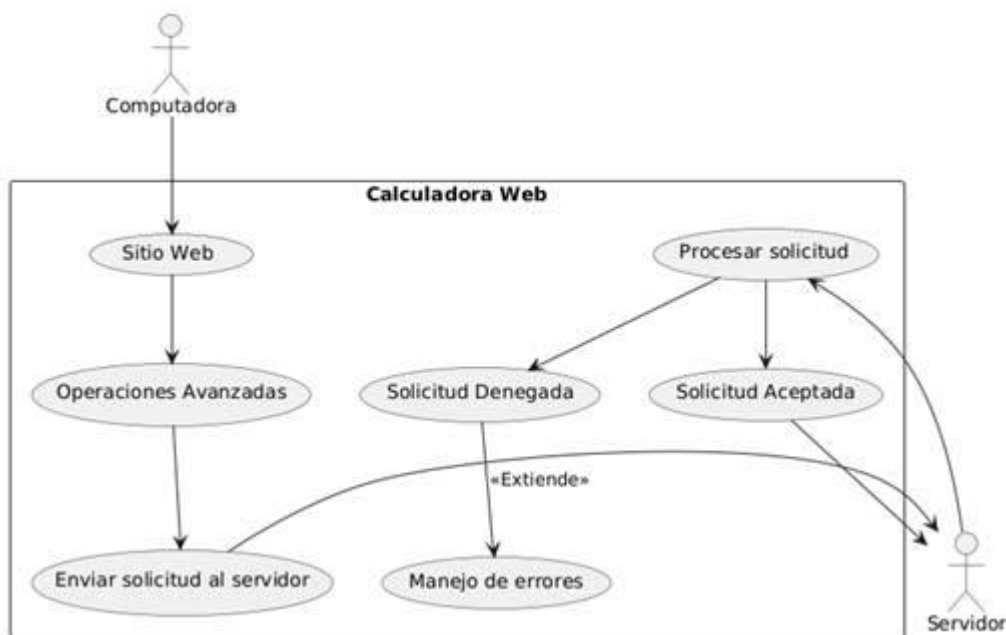 Computadora
Calculadora Web
Sitio Web
Procesar solicitud
Operaciones Avanzadas
Solicitud Denegada
Solicitud Aceptada
«Extiende»
Enviar solicitud al servidor
Manejo de errores
Servidor